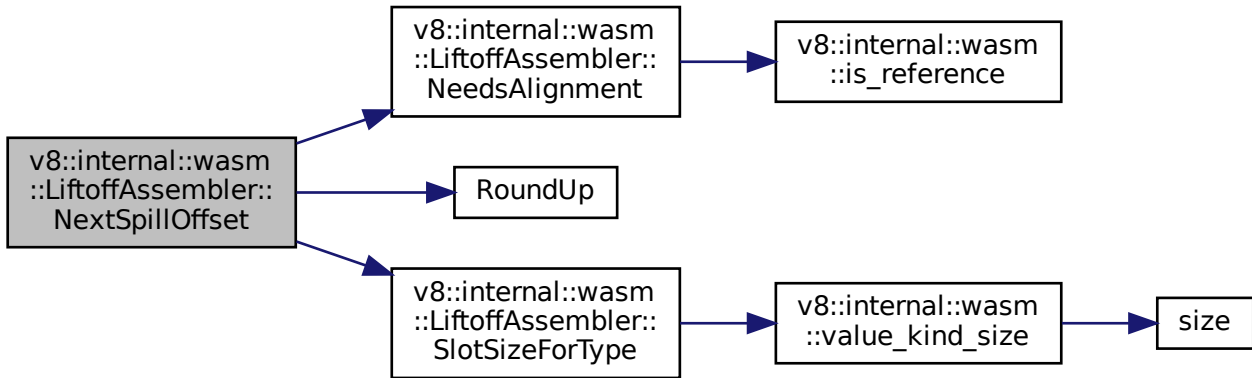 v8::internal::wasm
::LiftoffAssembler::
NextSpillOffset
v8::internal::wasm
::LiftoffAssembler::
NeedsAlignment
v8::internal::wasm
::is_reference
RoundUp
v8::internal::wasm
::LiftoffAssembler::
SlotSizeForType
v8::internal::wasm
::value_kind_size
size